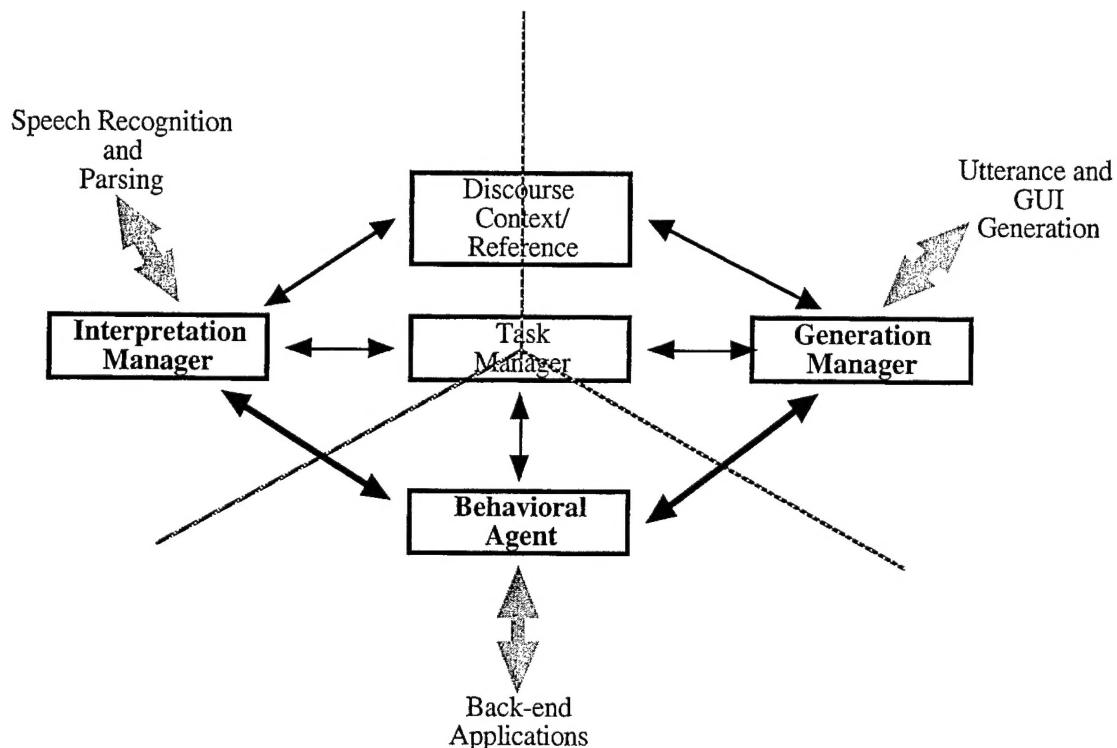 Speech Recognition
and
Parsing
Utterance and
GUI
Generation
Discourse
Context/
Reference
Interpretation
Manager
Task
Manager
Generation
Manager
Behavioral
Agent
Back-end
Applications